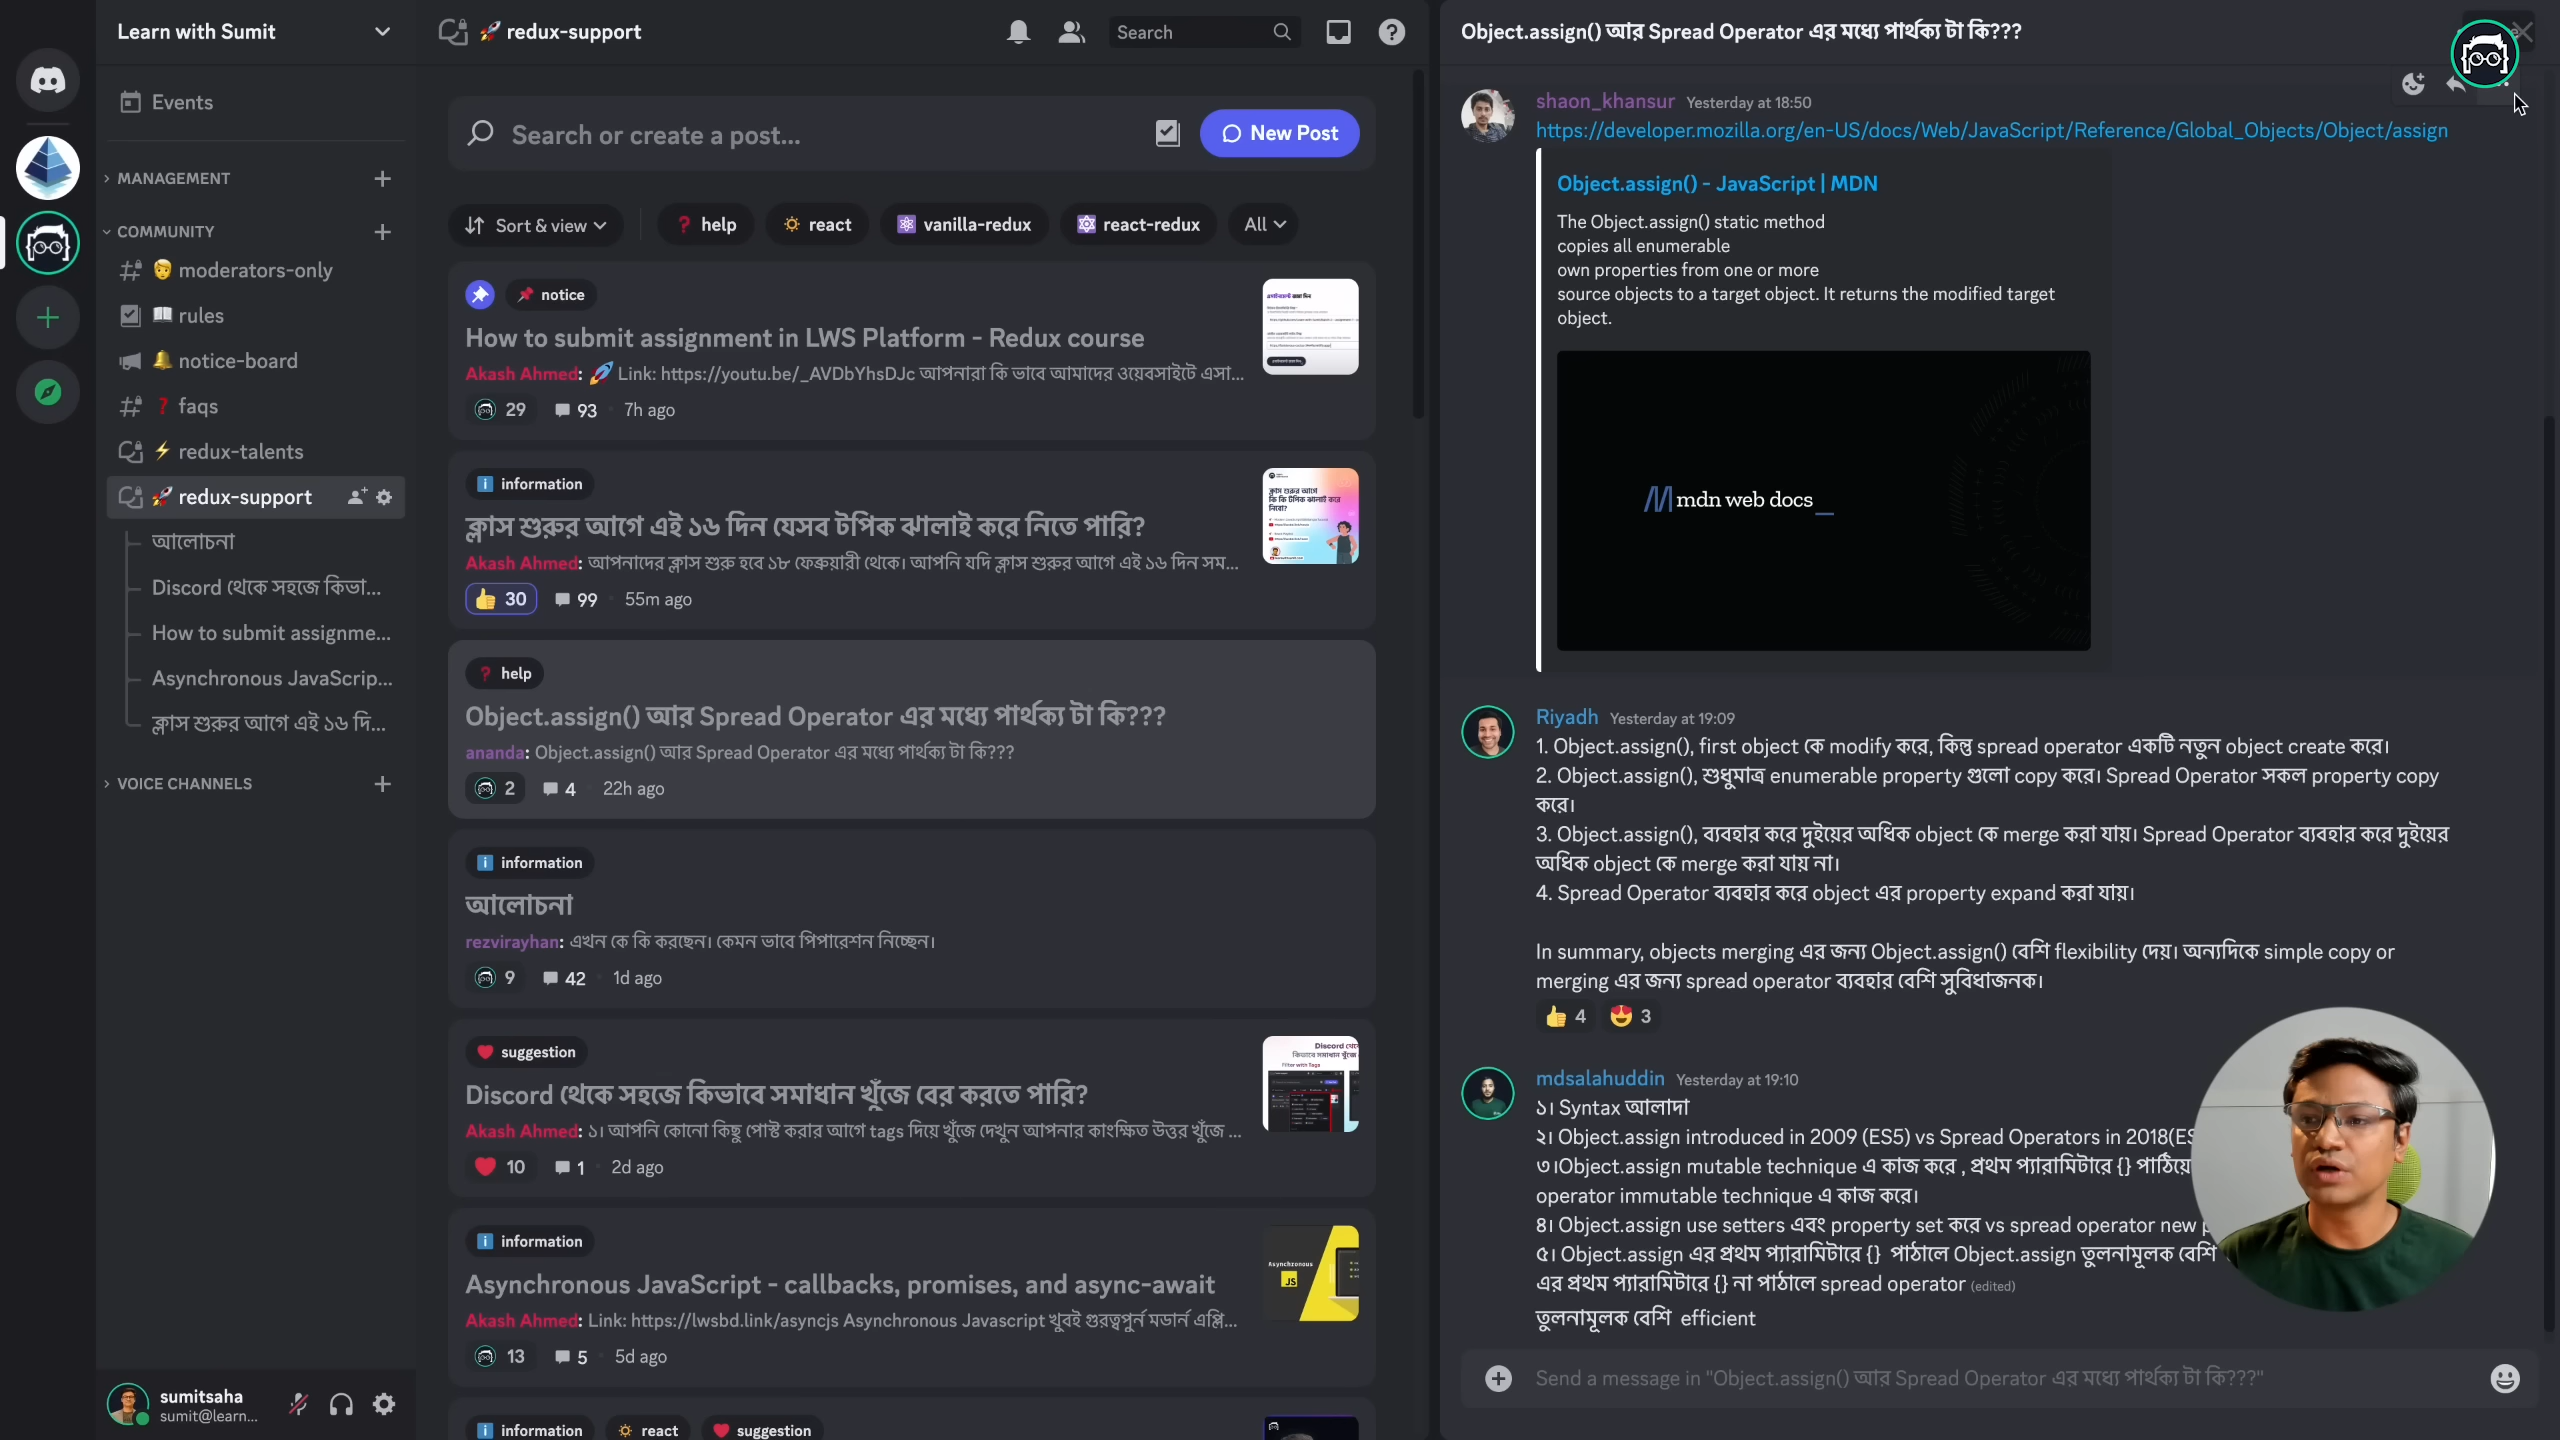 Learn with Sumit
Events
MANAGEMENT
COMMUNITY
moderators-only
rules
notice-board
faqs
redux-talents
redux-support
আলোচনা
Discord থেকে সহজে কিভা...
How to submit assignme...
Asynchronous JavaScrip...
ক্লাস শুরুর আগে এই ১৬ দি...
VOICE CHANNELS
sumitsaha
sumit@learn...
redux-support
Search
Search or create a post...
New Post
Sort & view
help
react
vanilla-redux
react-redux
All
notice
How to submit assignment in LWS Platform - Redux course
Akash Ahmed: 🚀 Link: https://youtu.be/_AVDbYhsDJc আপনারা কি ভাবে আমাদের ওয়েবসাইটে এসা...
29 93 7h ago
information
ক্লাস শুরুর আগে এই ১৬ দিন যেসব টপিক ঝালাই করে নিতে পারি?
Akash Ahmed: আপনাদের ক্লাস শুরু হবে ১৮ ফেব্রুয়ারী থেকে। আপনি যদি ক্লাস শুরুর আগে এই ১৬ দিন সম...
30 99 55m ago
help
Object.assign() আর Spread Operator এর মধ্যে পার্থক্য টা কি???
ananda: Object.assign() আর Spread Operator এর মধ্যে পার্থক্য টা কি???
2 4 22h ago
information
আলোচনা
rezvirayhan: এখন কে কি করছেন। কেমন ভাবে পিপারেশন নিচ্ছেন।
9 42 1d ago
suggestion
Discord থেকে সহজে কিভাবে সমাধান খুঁজে বের করতে পারি?
Akash Ahmed: ১। আপনি কোনো কিছু পোস্ট করার আগে tags দিয়ে খুঁজে দেখুন আপনার কাংক্ষিত উত্তর খুঁজে ...
10 1 2d ago
information
Asynchronous JavaScript - callbacks, promises, and async-await
Akash Ahmed: Link: https://lwsbd.link/asyncjs Asynchronous Javascript খুবই গুরত্বপুর্ন মডার্ন এপ্লি...
13 5 5d ago
information react suggestion
Object.assign() আর Spread Operator এর মধ্যে পার্থক্য টা কি???
shaon_khansur Yesterday at 18:50
https://developer.mozilla.org/en-US/docs/Web/JavaScript/Reference/Global_Objects/Object/assign
Object.assign() - JavaScript | MDN
The Object.assign() static method
copies all enumerable
own properties from one or more
source objects to a target object. It returns the modified target
object.
mdn web docs_
Riyadh Yesterday at 19:09
1. Object.assign(), first object কে modify করে, কিন্তু spread operator একটি নতুন object create করে।
2. Object.assign(), শুধুমাত্র enumerable property গুলো copy করে। Spread Operator সকল property copy
করে।
3. Object.assign(), ব্যবহার করে দুইয়ের অধিক object কে merge করা যায়। Spread Operator ব্যবহার করে দুইয়ের
অধিক object কে merge করা যায় না।
4. Spread Operator ব্যবহার করে object এর property expand করা যায়।
In summary, objects merging এর জন্য Object.assign() বেশি flexibility দেয়। অন্যদিকে simple copy or
merging এর জন্য spread operator ব্যবহার বেশি সুবিধাজনক।
4 3
mdsalahuddin Yesterday at 19:10
১। Syntax আলাদা
২। Object.assign introduced in 2009 (ES5) vs Spread Operators in 2018(ES
৩।Object.assign mutable technique এ কাজ করে , প্রথম প্যারামিটারে {} পাঠিয়ে
operator immutable technique এ কাজ করে।
৪। Object.assign use setters এবং property set করে vs spread operator new
৫। Object.assign এর প্রথম প্যারামিটারে {} পাঠালে Object.assign তুলনামূলক বেশি
এর প্রথম প্যারামিটারে {} না পাঠালে spread operator (edited)
তুলনামূলক বেশি efficient
Send a message in "Object.assign() আর Spread Operator এর মধ্যে পার্থক্য টা কি???"